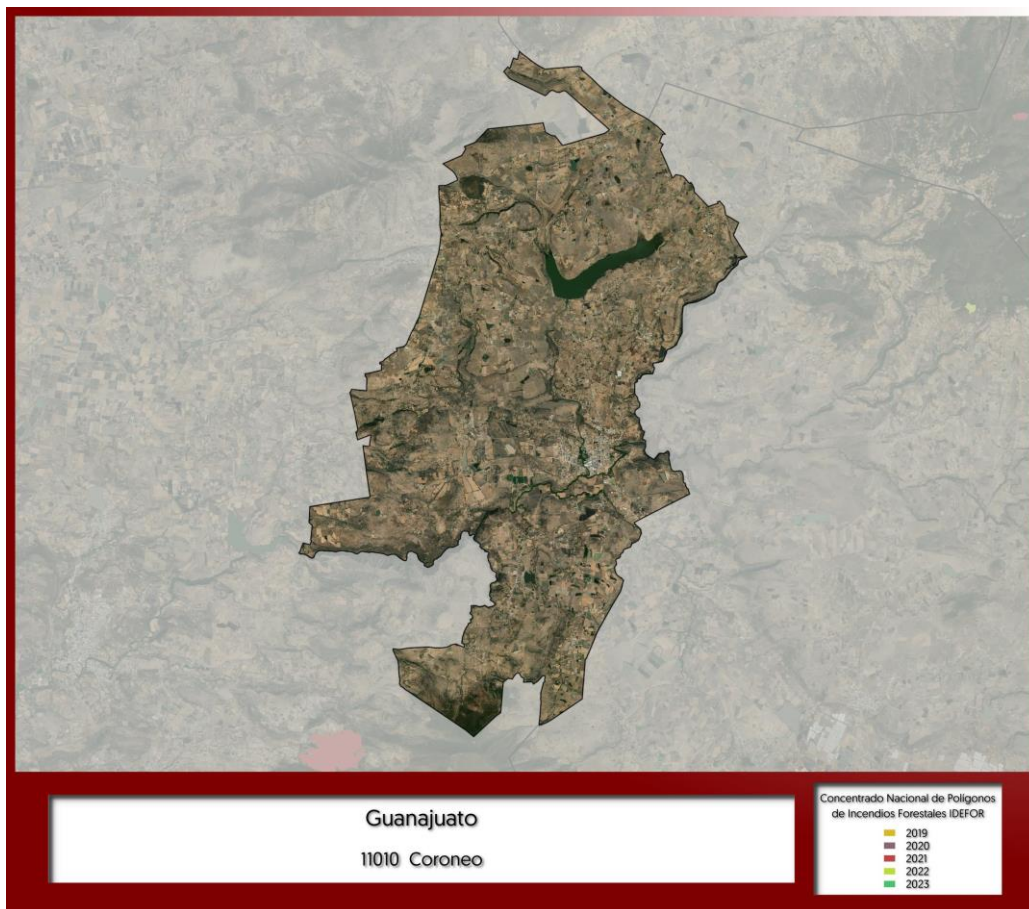 Guanajuato
11010 Coroneo
Concentrado Nacional de Polígonos
de Incendios Forestales IDEFOR
2019
2020
2021
2022
2023